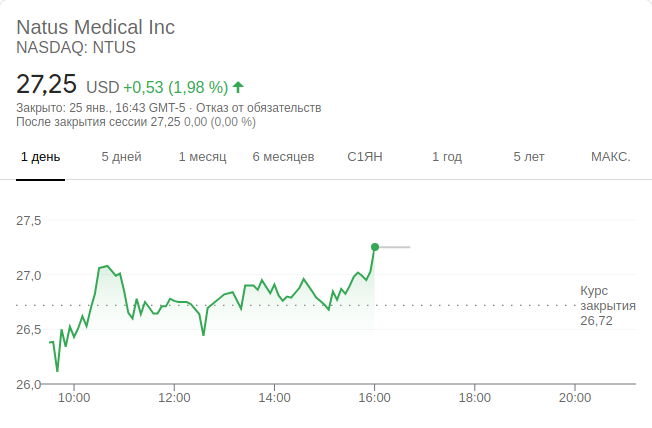 Natus Medical Inc
NASDAQ: NTUS
27,25 USD +0,53 (1,98 %)
Закрыто: 25 янв., 16:43 GMT-5 · Отказ от обязательств
После закрытия сессии 27,25 0,00 (0,00 %)
1 день 5 дней 1 месяц 6 месяцев С1ЯН 1 год 5 лет МАКС.
27,5
27,0
26,5
26,0
Курс
закрытия
26,72
10:00 12:00 14:00 16:00 18:00 20:00